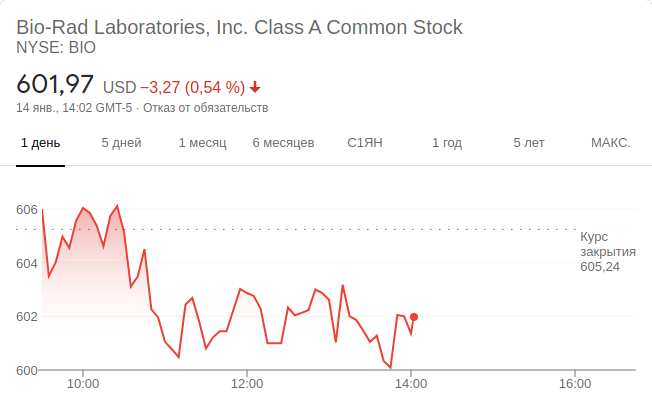 Bio-Rad Laboratories, Inc. Class A Common Stock
NYSE: BIO
601,97 USD −3,27 (0,54 %)
14 янв., 14:02 GMT-5 · Отказ от обязательств
1 день 5 дней 1 месяц 6 месяцев С1ЯН 1 год 5 лет МАКС.
606
Курс
закрытия
605,24
604
602
600
10:00 12:00 14:00 16:00